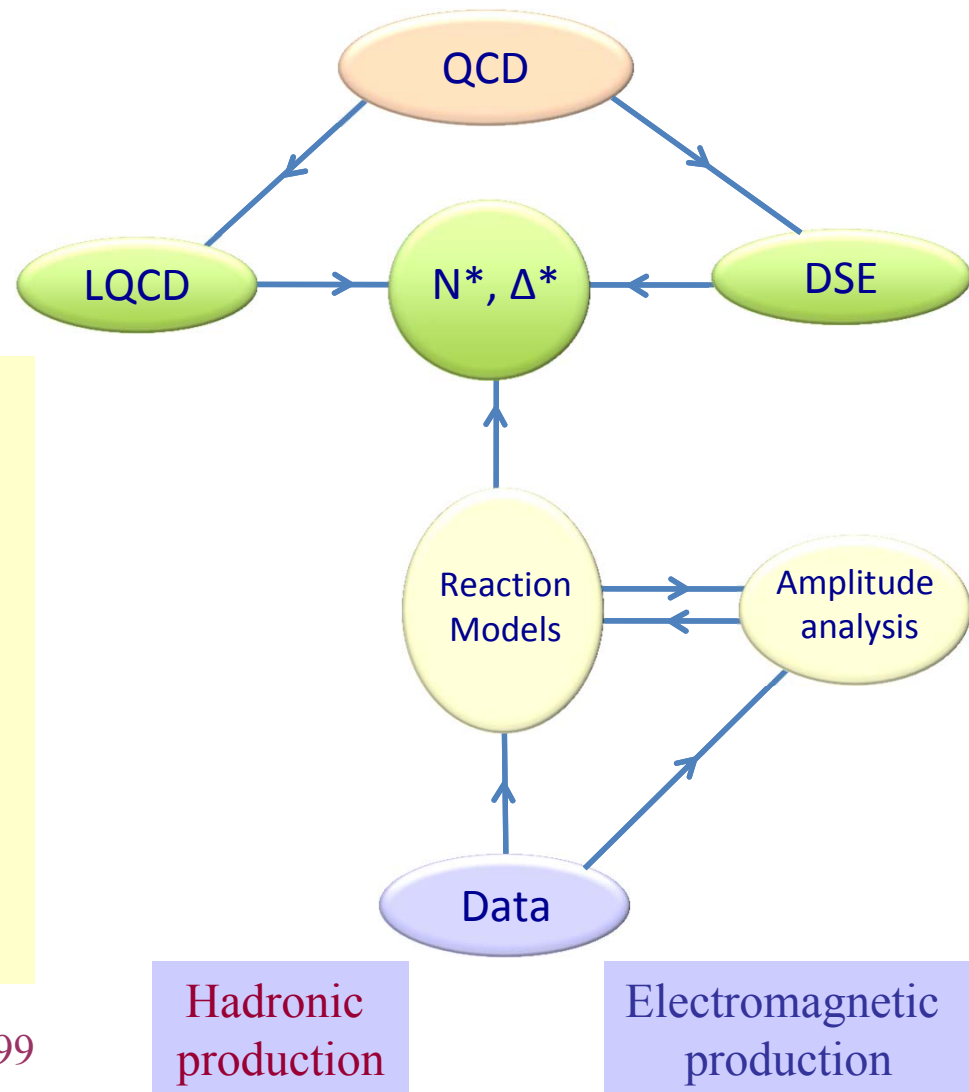 QCD
LQCD
N*, Δ*
DSE
Reaction
Models
Amplitude
analysis
Data
Hadronic
production
Electromagnetic
production
99